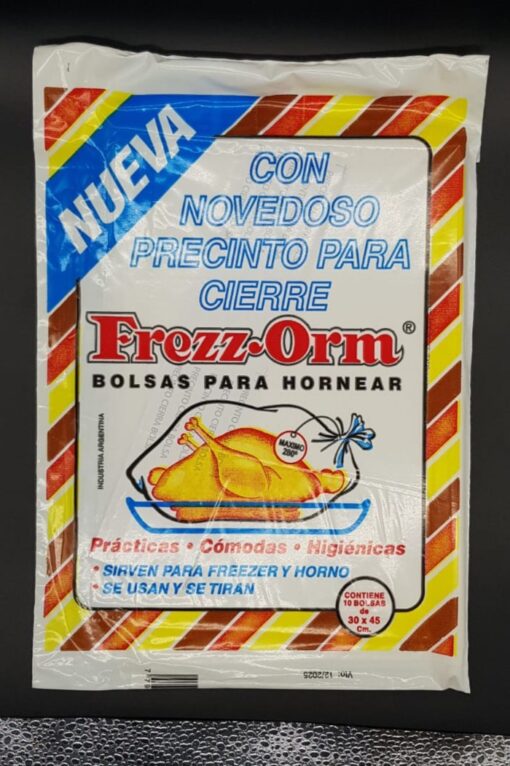 NUEVA
CON
NOVEDOSO
PRECINTO PARA
CIERRE
Frezz-Orm®
BOLSAS PARA HORNEAR
INDUSTRIA ARGENTINA
MAXIMO
280º
Prácticas • Cómodas • Higiénicas
• SIRVEN PARA FREEZER Y HORNO
• SE USAN Y SE TIRAN
CONTIENE
10 BOLSAS
de
30 x 45
Cm.
Vto: 12/2025